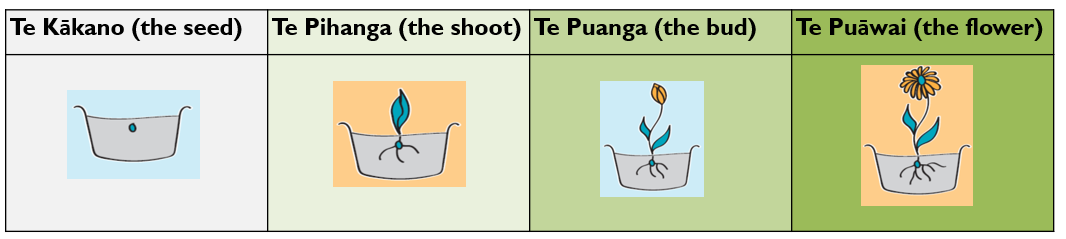 Te Kākano (the seed)
Te Pihanga (the shoot)
Te Puanga (the bud)
Te Puāwai (the flower)